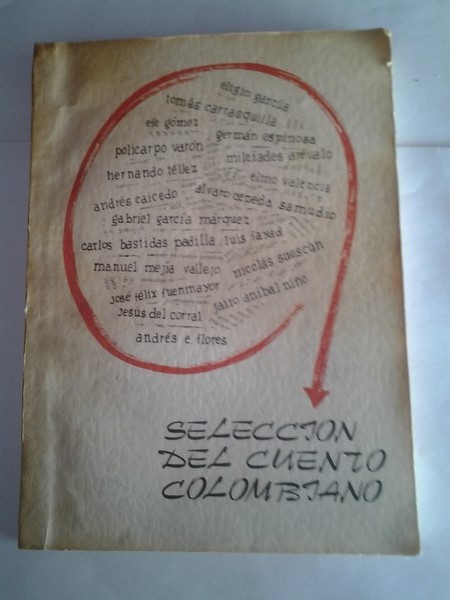 eligio garcía
tomás carrasquilla
efe gómez
germán espinosa
policarpo varón
milcíades arévalo
hernando téllez
elmo valencia
andrés caicedo
alvaro cepeda samudio
gabriel garcía márquez
carlos bastidas padilla
luis fayad
manuel mejía vallejo
nicolás suescún
josé félix fuenmayor
jairo aníbal niño
jesús del corral
andrés e. flores
SELECCION
DEL CUENTO
COLOMBIANO